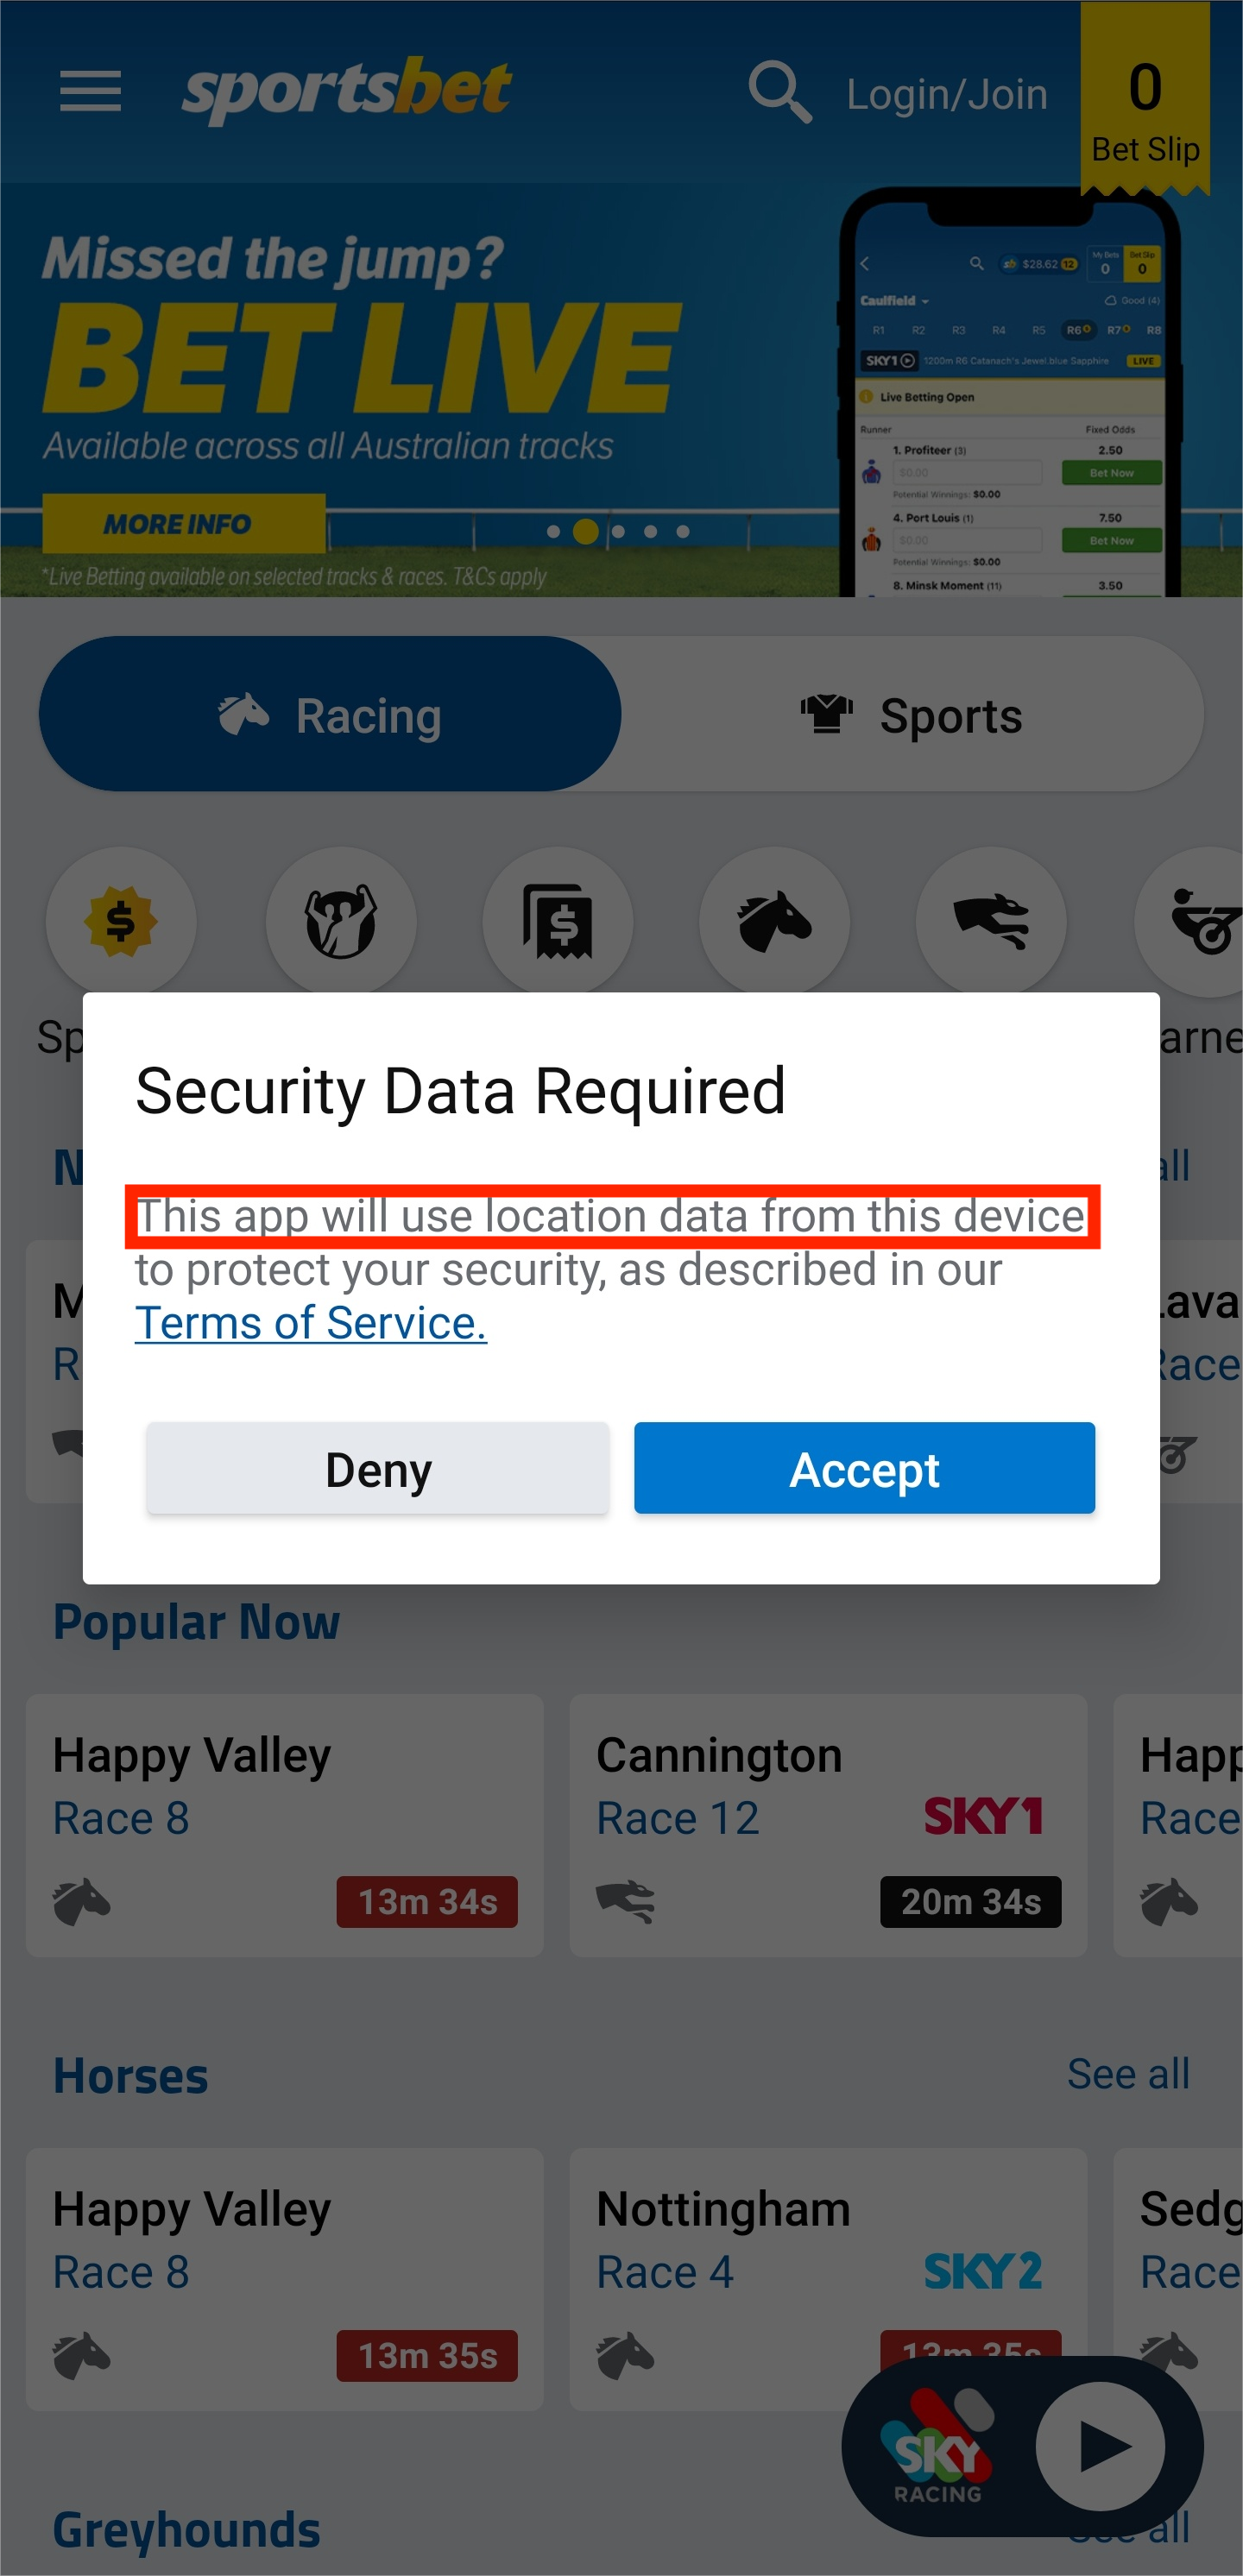 sportsbet
Login/Join
0
Bet Slip
Missed the jump?
BET LIVE
Available across all Australian tracks
MORE INFO
*Live Betting available on selected tracks & races. T&Cs apply
sb $28.62 12
My Bets
0
Bet Slip
0
Caulfield
Good (4)
R1 R2 R3 R4 R5 R6 R7 R8
SKY1 1200m R6 Catanach's Jewel.blue Sapphire LIVE
Live Betting Open
Runner Fixed Odds
1. Profiteer (3) 2.50
$0.00 Bet Now
Potential Winnings: $0.00
4. Port Louis (1) 7.50
$0.00 Bet Now
Potential Winnings: $0.00
8. Minsk Moment (11) 3.50
Racing
Sports
Security Data Required
This app will use location data from this device
to protect your security, as described in our
Terms of Service.
Deny
Accept
Popular Now
Happy Valley
Race 8
13m 34s
Cannington
Race 12
SKY1
20m 34s
Happ
Race
Horses
See all
Happy Valley
Race 8
13m 35s
Nottingham
Race 4
SKY2
13m 35s
Sedg
Race
SKY
RACING
Greyhounds
See all